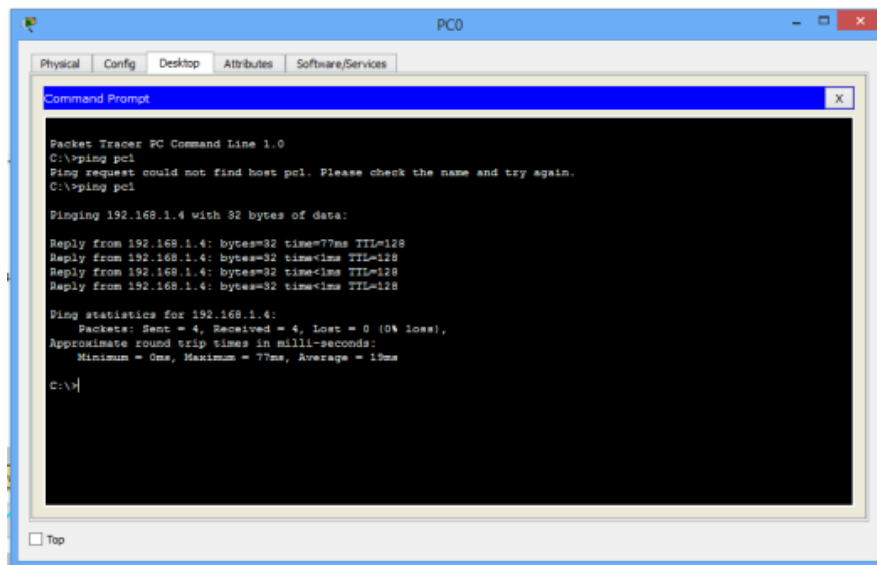 PC0
Physical Config Desktop Attributes Software/Services
Command Prompt X
Packet Tracer PC Command Line 1.0
C:\>ping pc1
Ping request could not find host pc1. Please check the name and try again.
C:\>ping pc1
Pinging 192.168.1.4 with 32 bytes of data:
Reply from 192.168.1.4: bytes=32 time=77ms TTL=128
Reply from 192.168.1.4: bytes=32 time<1ms TTL=128
Reply from 192.168.1.4: bytes=32 time<1ms TTL=128
Reply from 192.168.1.4: bytes=32 time<1ms TTL=128
Ping statistics for 192.168.1.4:
Packets: Sent = 4, Received = 4, Lost = 0 (0% loss),
Approximate round trip times in milli-seconds:
Minimum = 0ms, Maximum = 77ms, Average = 19ms
C:\>
Top